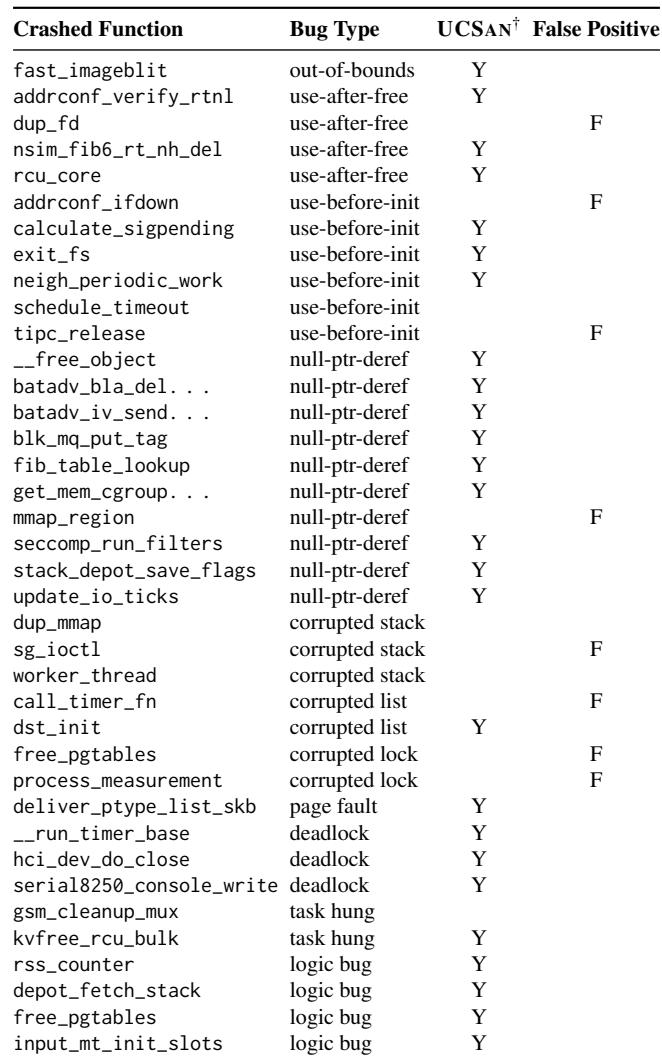 Crashed Function Bug Type UCSAN† False Positive
fast_imageblit out-of-bounds Y
addrconf_verify_rtnl use-after-free Y
dup_fd use-after-free F
nsim_fib6_rt_nh_del use-after-free Y
rcu_core use-after-free Y
addrconf_ifdown use-before-init F
calculate_sigpending use-before-init Y
exit_fs use-before-init Y
neigh_periodic_work use-before-init Y
schedule_timeout use-before-init
tipc_release use-before-init F
__free_object null-ptr-deref Y
batadv_bla_del... null-ptr-deref Y
batadv_iv_send... null-ptr-deref Y
blk_mq_put_tag null-ptr-deref Y
fib_table_lookup null-ptr-deref Y
get_mem_cgroup... null-ptr-deref Y
mmap_region null-ptr-deref F
seccomp_run_filters null-ptr-deref Y
stack_depot_save_flags null-ptr-deref Y
update_io_ticks null-ptr-deref Y
dup_mmap corrupted stack
sg_ioctl corrupted stack F
worker_thread corrupted stack
call_timer_fn corrupted list F
dst_init corrupted list Y
free_pgtables corrupted lock F
process_measurement corrupted lock F
deliver_ptype_list_skb page fault Y
__run_timer_base deadlock Y
hci_dev_do_close deadlock Y
serial8250_console_write deadlock Y
gsm_cleanup_mux task hung
kvfree_rcu_bulk task hung Y
rss_counter logic bug Y
depot_fetch_stack logic bug Y
free_pgtables logic bug Y
input_mt_init_slots logic bug Y